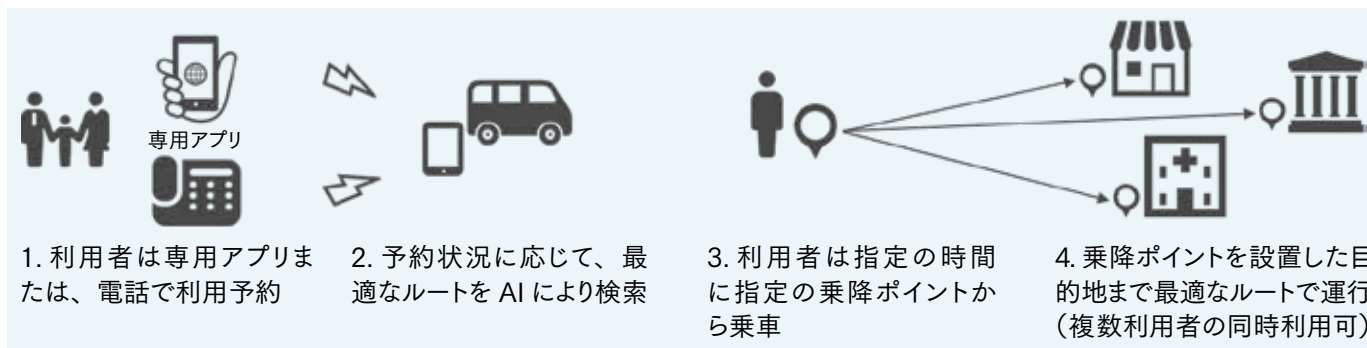 専用アプリ
1. 利用者は専用アプリま
たは、電話で利用予約
2. 予約状況に応じて、最
適なルートを AI により検索
3. 利用者は指定の時間
に指定の乗降ポイントか
ら乗車
4. 乗降ポイントを設置した目
的地まで最適なルートで運行
（複数利用者の同時利用可）